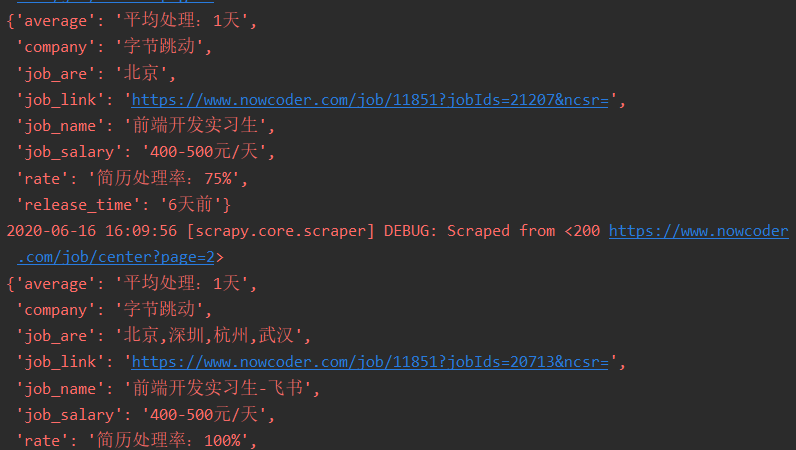 {'average': '平均处理：1天',
'company': '字节跳动',
'job_are': '北京',
'job_link': 'https://www.nowcoder.com/job/11851?jobIds=21207&ncsr=',
'job_name': '前端开发实习生',
'job_salary': '400-500元/天',
'rate': '简历处理率：75%',
'release_time': '6天前'}
2020-06-16 16:09:56 [scrapy.core.scraper] DEBUG: Scraped from <200 https://www.nowcoder
.com/job/center?page=2>
{'average': '平均处理：1天',
'company': '字节跳动',
'job_are': '北京,深圳,杭州,武汉',
'job_link': 'https://www.nowcoder.com/job/11851?jobIds=20713&ncsr=',
'job_name': '前端开发实习生-飞书',
'job_salary': '400-500元/天',
'rate': '简历处理率：100%',